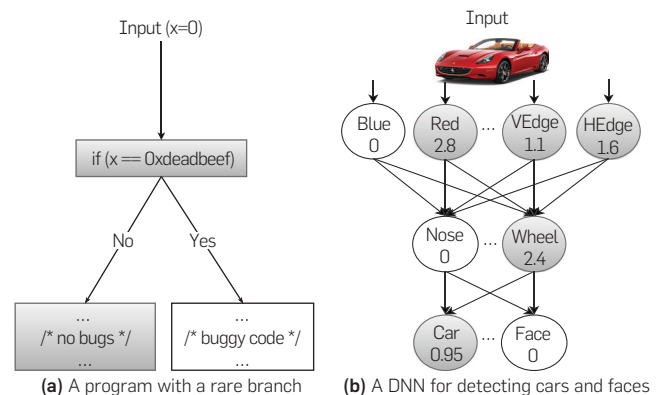 Input (x=0)
if (x == 0xdeadbeef)
No
Yes
...
/* no bugs */
...
...
/* buggy code */
...
(a) A program with a rare branch
Input
Blue
0
Red
2.8
...
VEdge
1.1
HEdge
1.6
Nose
0
...
Wheel
2.4
Car
0.95
...
Face
0
(b) A DNN for detecting cars and faces